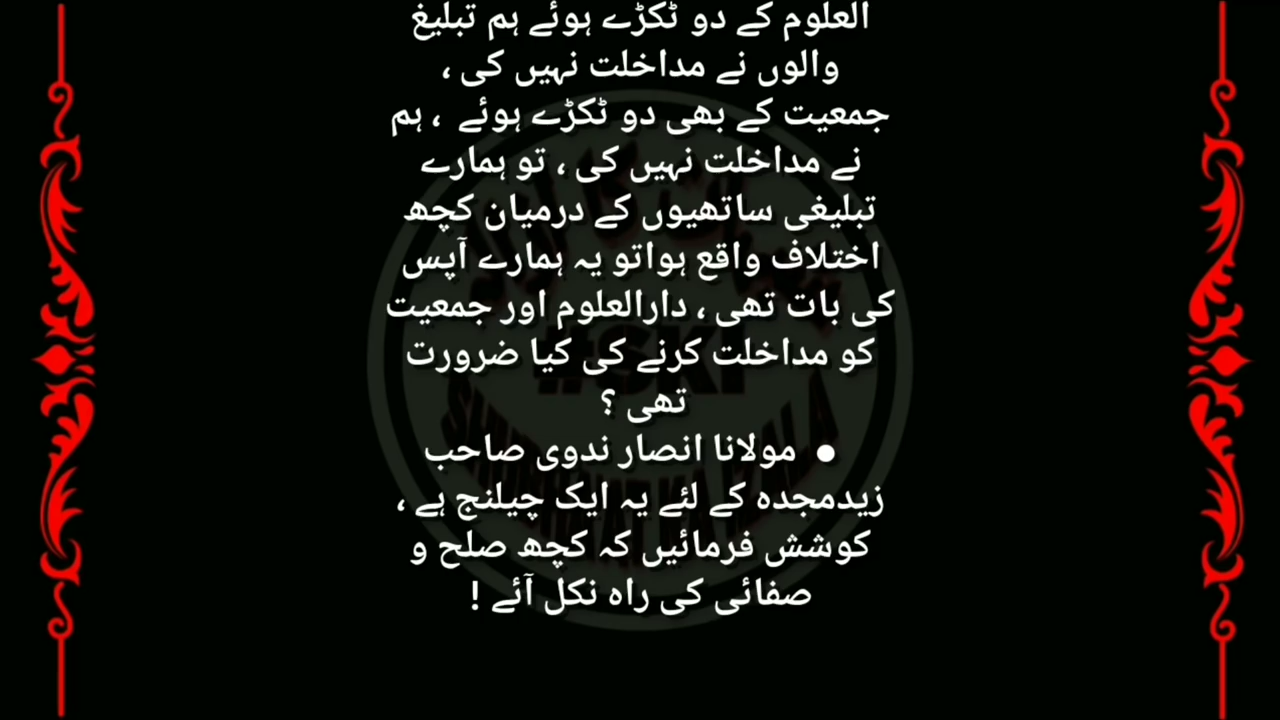 العلوم کے دو ٹکڑے ہوئے ہم تبلیغ
والوں نے مداخلت نہیں کی ،
جمعیت کے بھی دو ٹکڑے ہوئے ، ہم
نے مداخلت نہیں کی ، تو ہمارے
تبلیغی ساتھیوں کے درمیان کچھ
اختلاف واقع ہواتو یہ ہمارے آپس
کی بات تھی ، دارالعلوم اور جمعیت
کو مداخلت کرنے کی کیا ضرورت
تھی ؟
● مولانا انصار ندوی صاحب
زیدمجدہ کے لئے یہ ایک چیلنج ہے ،
کوشش فرمائیں کہ کچھ صلح و
صفائی کی راہ نکل آئے !
#SKI